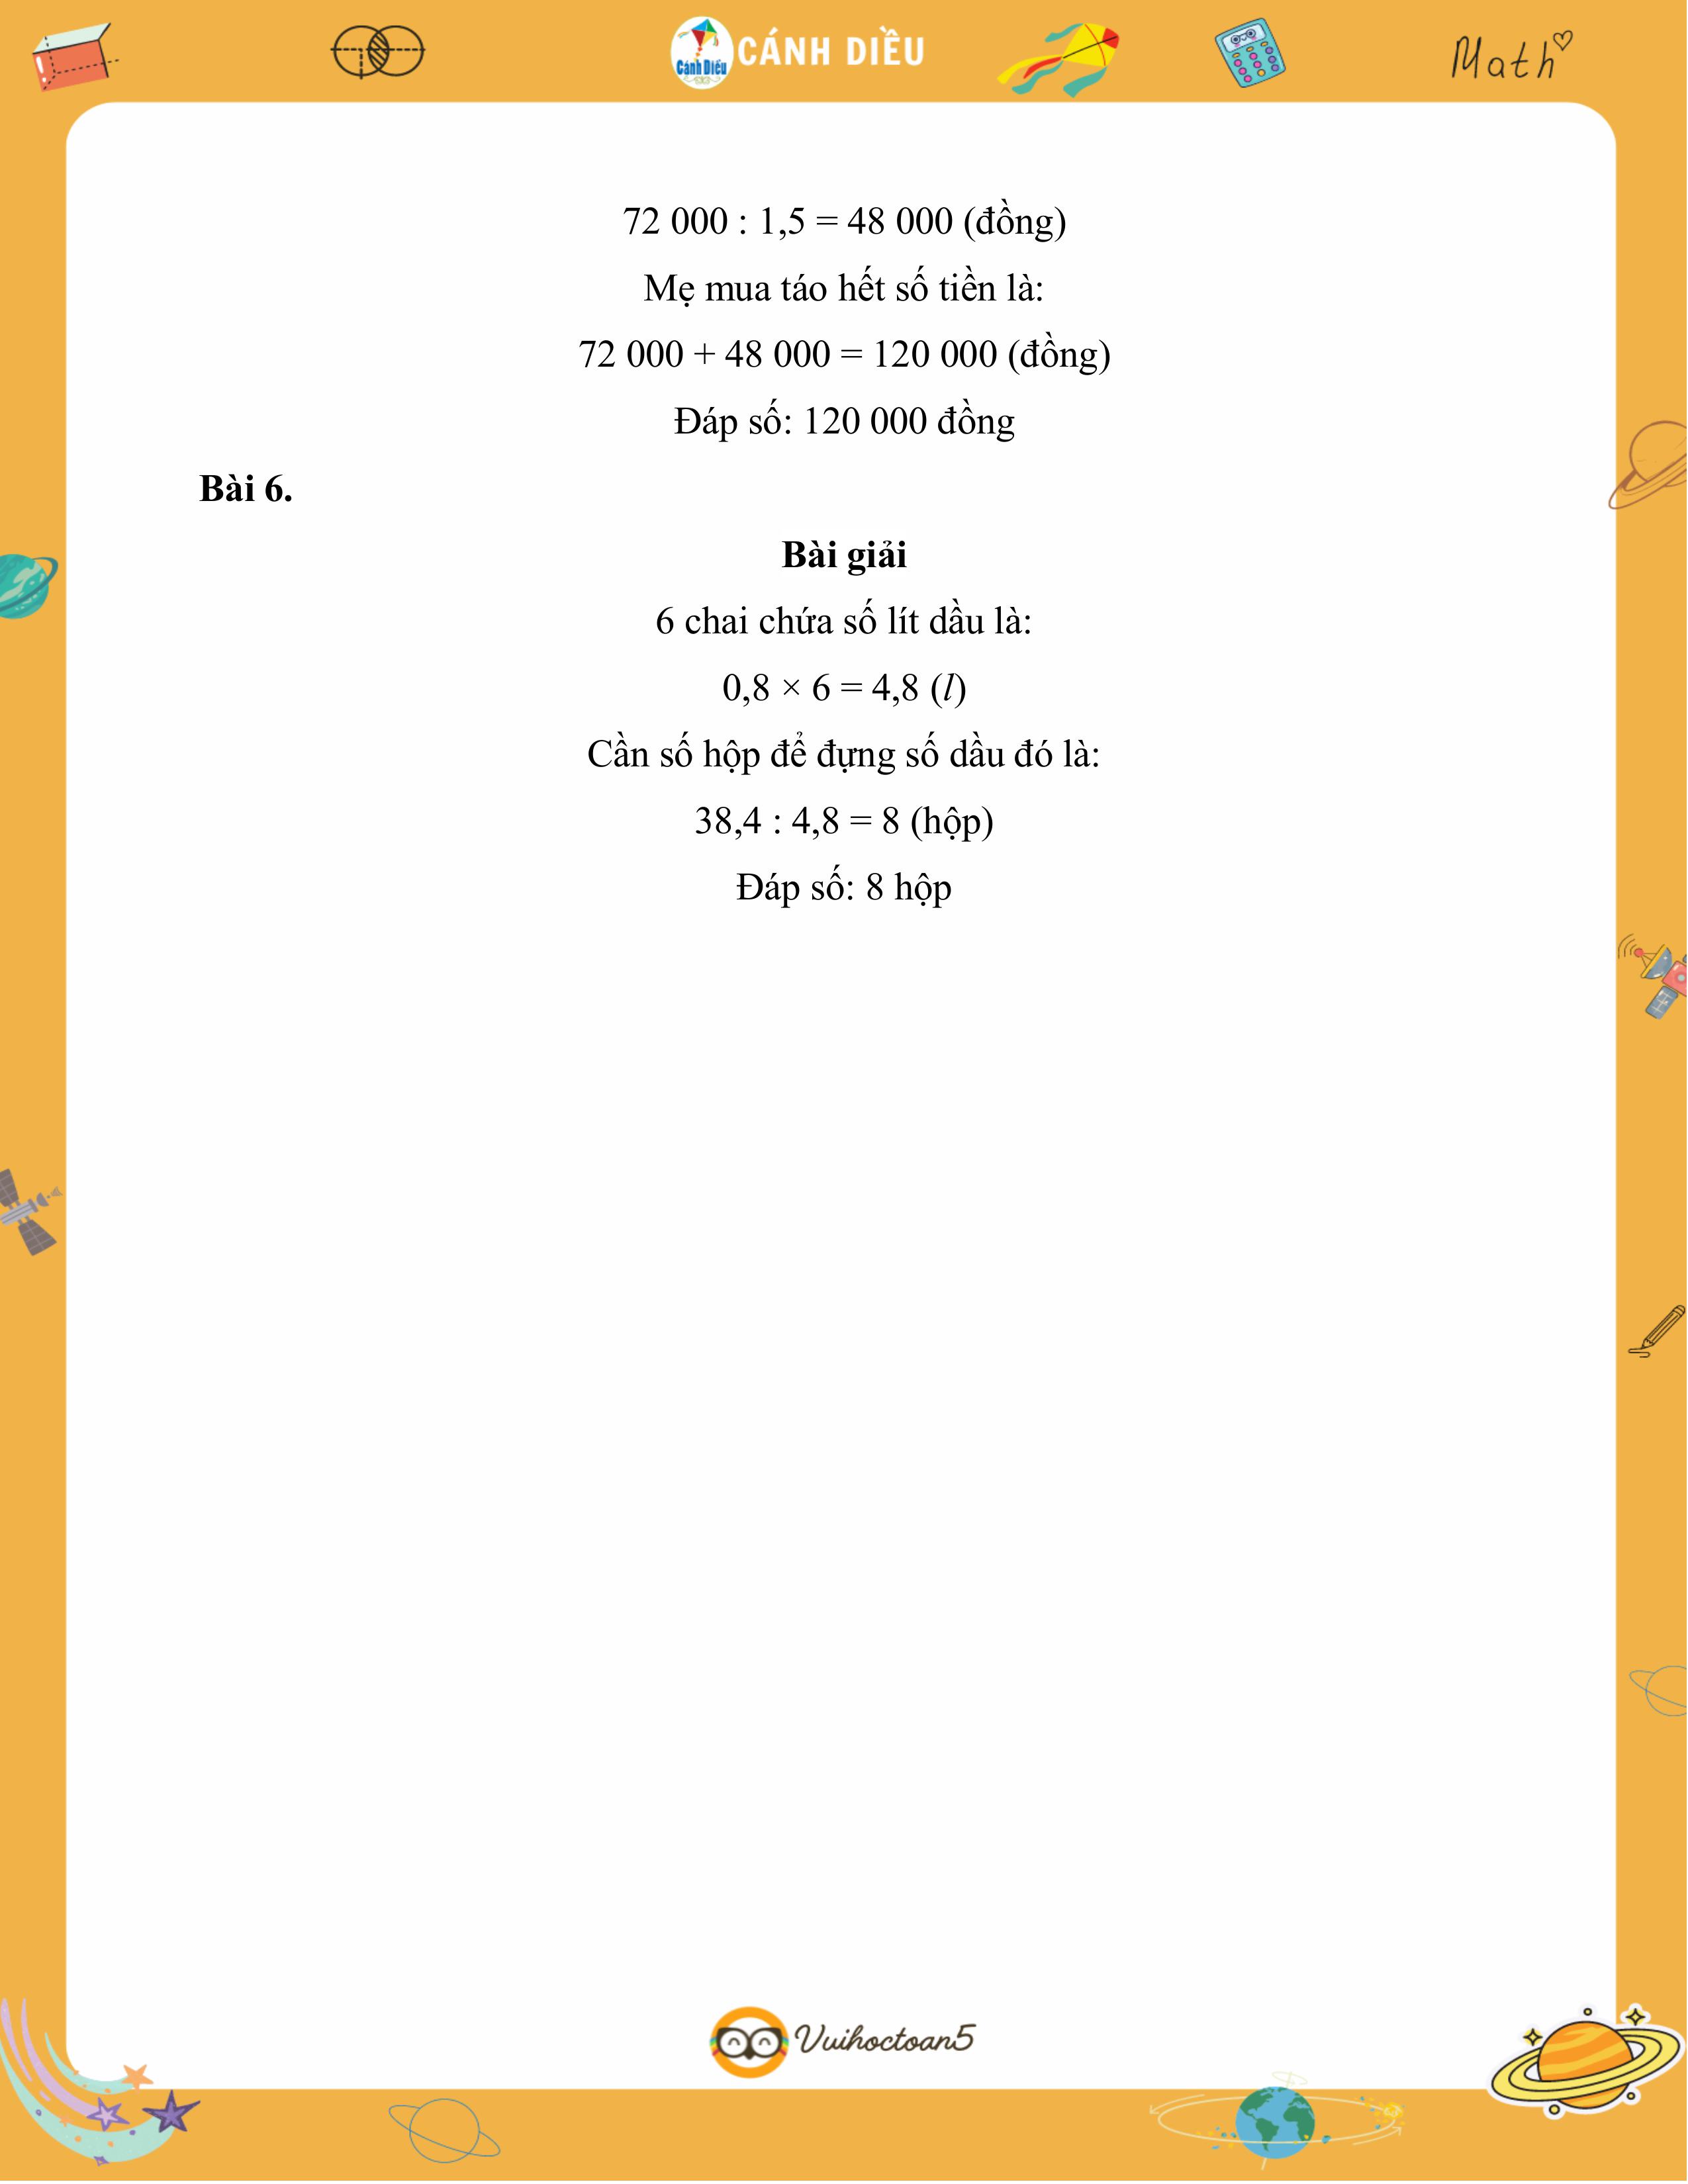 Cánh Diều
CÁNH DIỀU
Math
72 000 : 1,5 = 48 000 (đồng)
Mẹ mua táo hết số tiền là:
72 000 + 48 000 = 120 000 (đồng)
Đáp số: 120 000 đồng
Bài 6.
Bài giải
6 chai chứa số lít dầu là:
0,8 × 6 = 4,8 (l)
Cần số hộp để đựng số dầu đó là:
38,4 : 4,8 = 8 (hộp)
Đáp số: 8 hộp
Vuihoctoan5